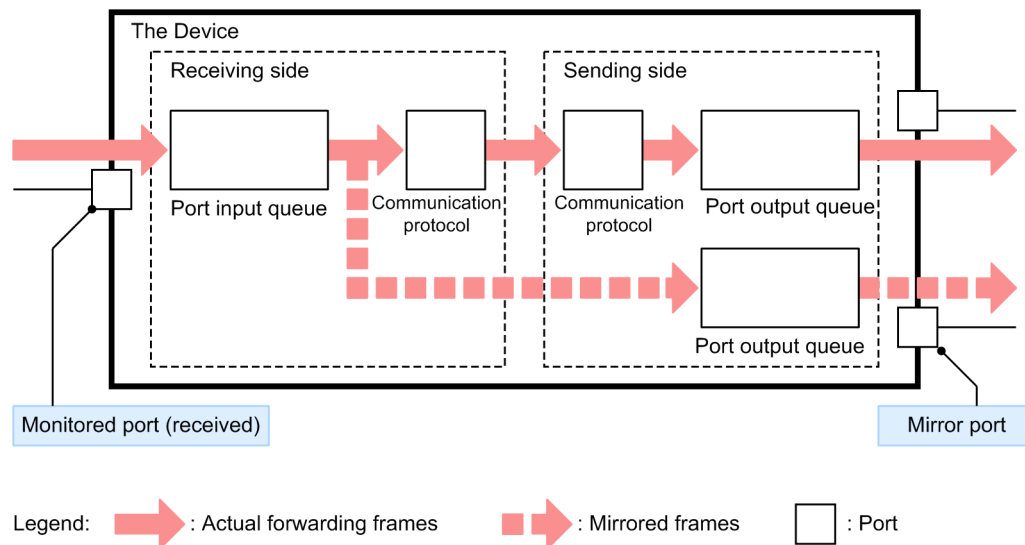 The Device
Receiving side
Sending side
Port input queue
Communication
protocol
Communication
protocol
Port output queue
Port output queue
Monitored port (received)
Mirror port
Legend:
: Actual forwarding frames
: Mirrored frames
: Port